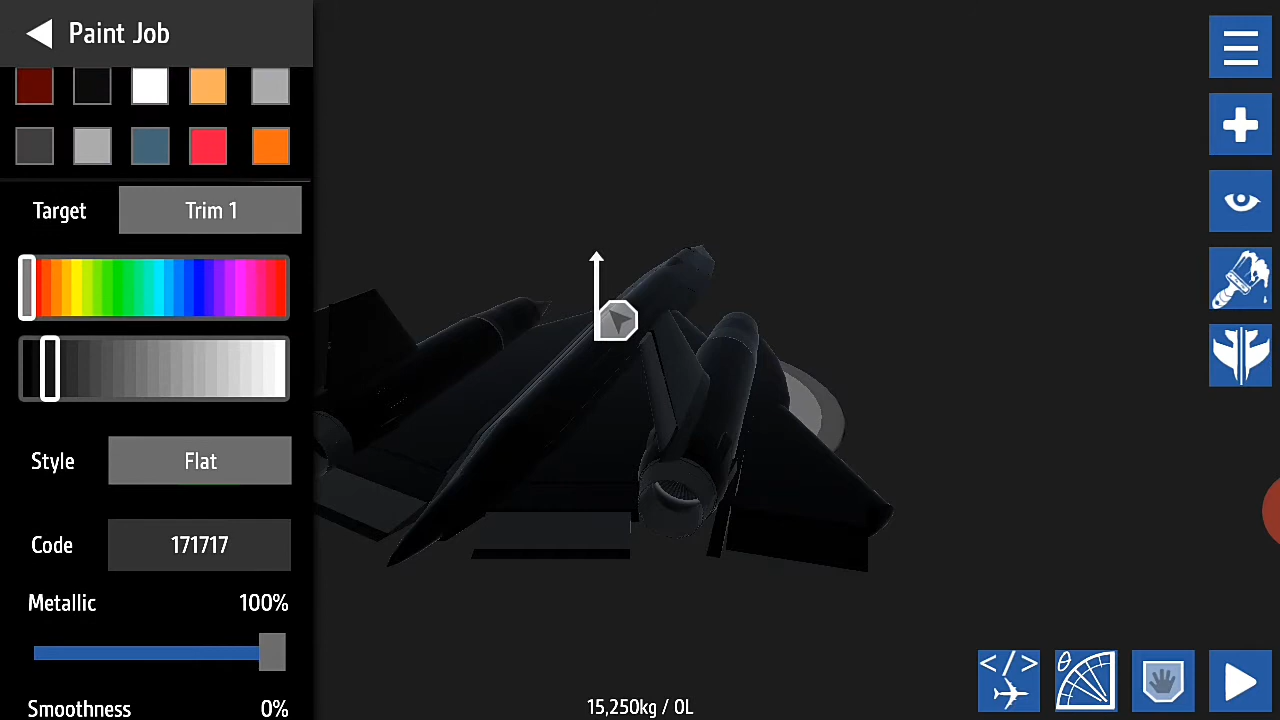 Paint Job
Target
Trim 1
Style
Flat
Code
171717
Metallic
100%
Smoothness
0%
15,250kg / 0L
</>